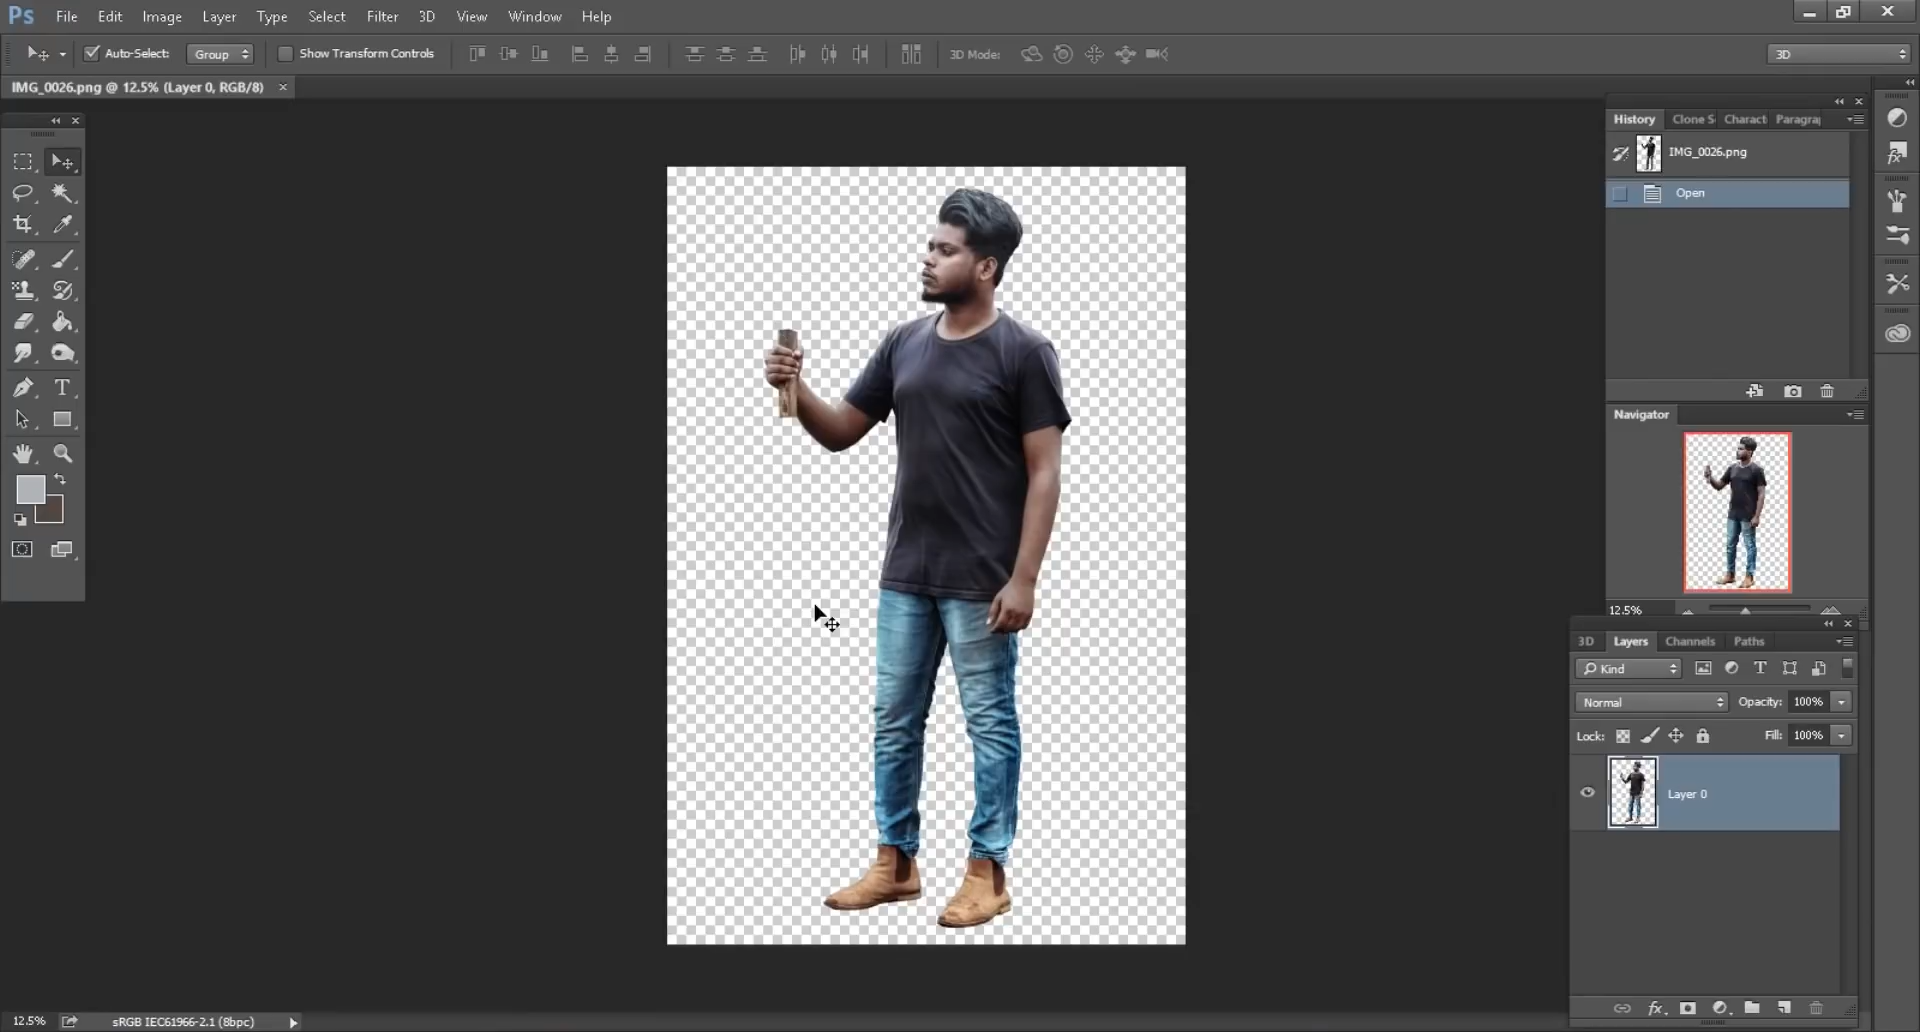 Ps File Edit Image Layer Type Select Filter 3D View Window Help
Auto-Select: Group Show Transform Controls 3D Mode: 3D
IMG_0026.png @ 12.5% (Layer 0, RGB/8) ×
History Clone S Charact Paragra
IMG_0026.png
Open
Navigator
12.5%
3D Layers Channels Paths
Kind
Normal Opacity: 100%
Lock: Fill: 100%
Layer 0
fx
12.5% sRGB IEC61966-2.1 (8bpc)